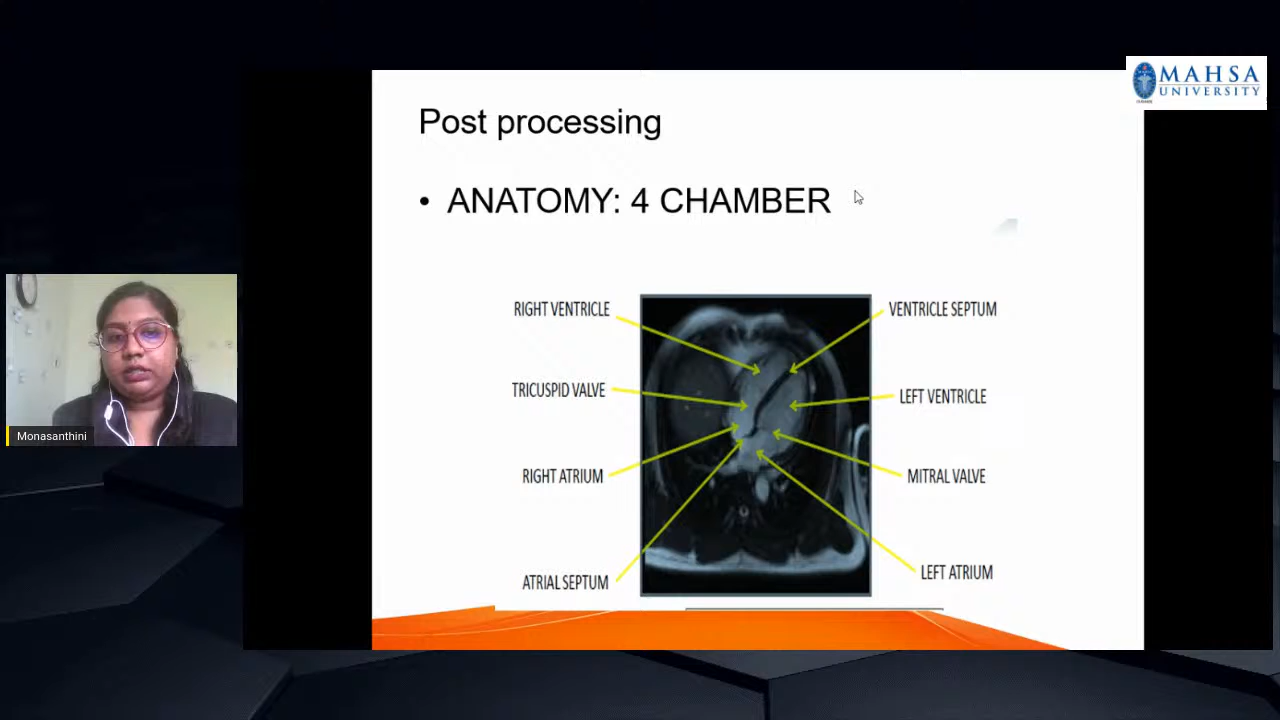 MAHSA
UNIVERSITY
Post processing
• ANATOMY: 4 CHAMBER
RIGHT VENTRICLE
VENTRICLE SEPTUM
TRICUSPID VALVE
LEFT VENTRICLE
RIGHT ATRIUM
MITRAL VALVE
ATRIAL SEPTUM
LEFT ATRIUM
Monasanthini